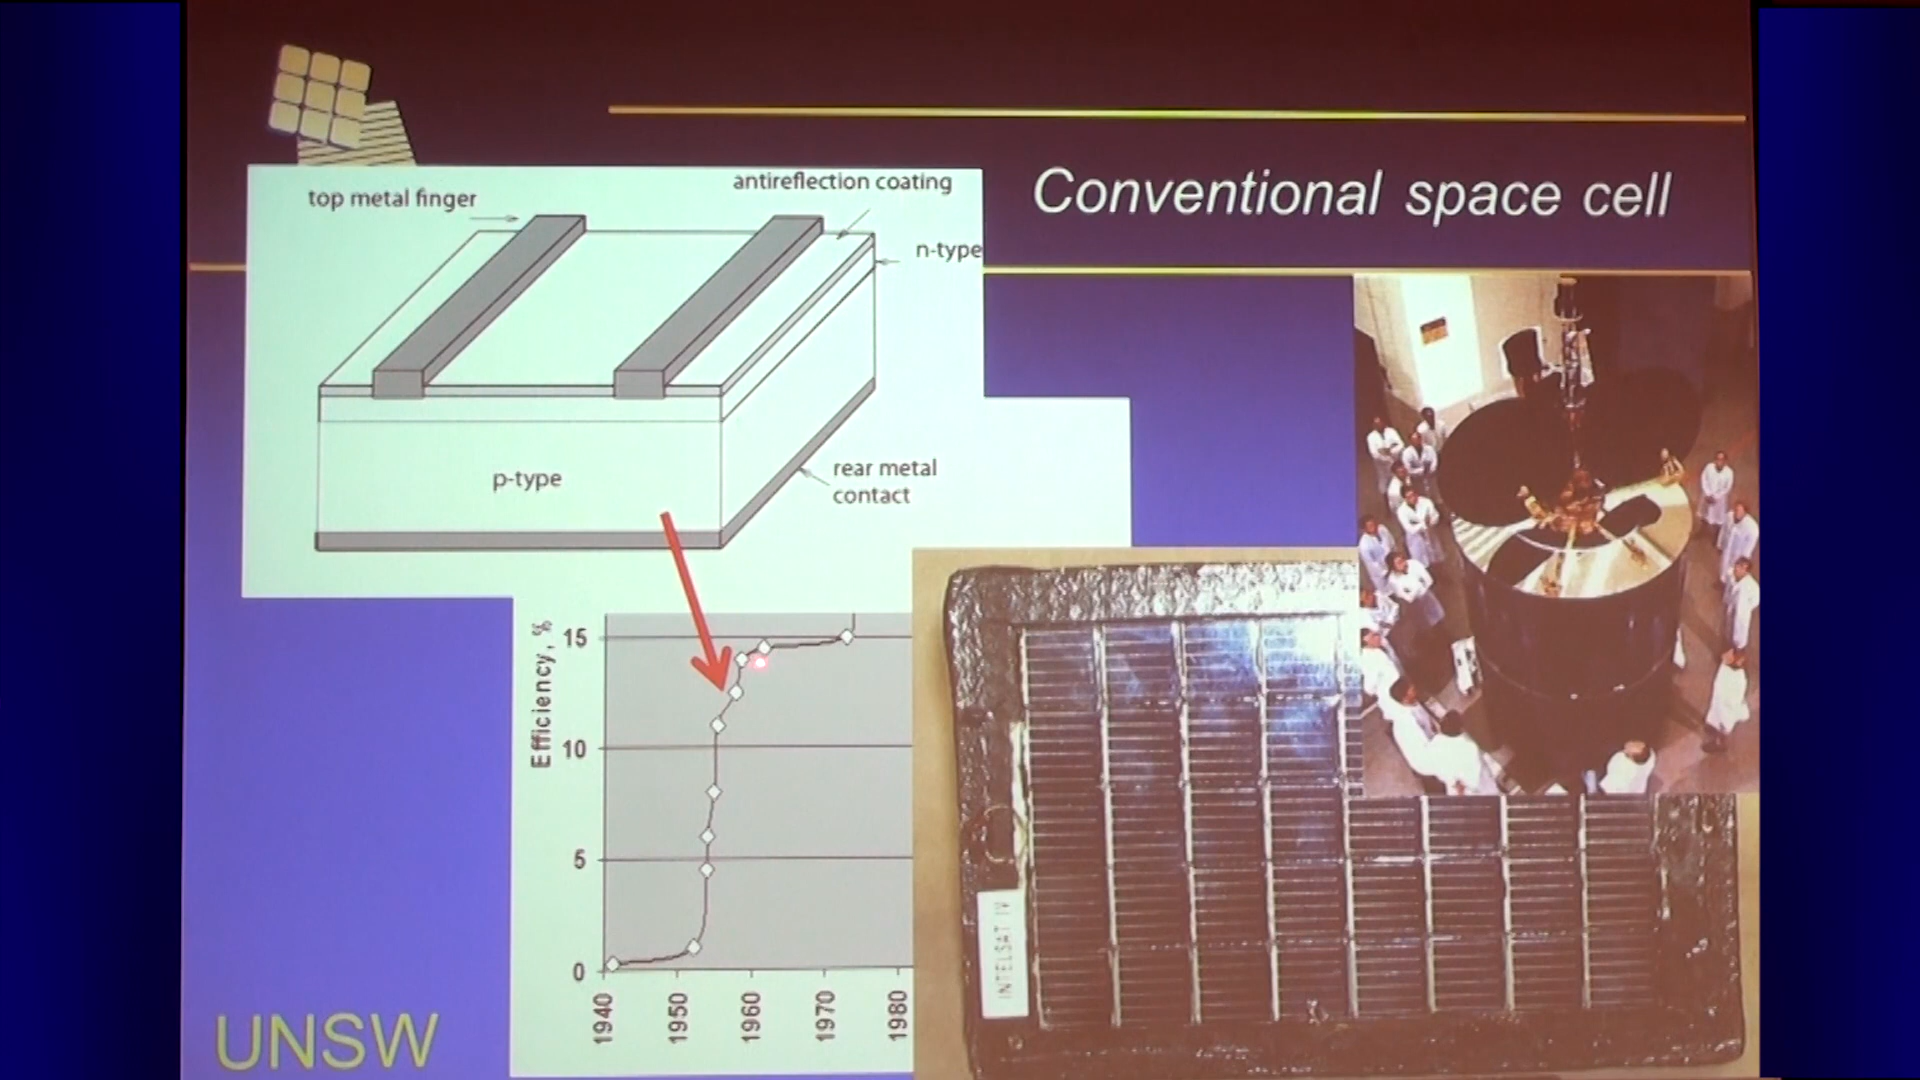 Conventional space cell
top metal finger
antireflection coating
n-type
p-type
rear metal
contact
Efficiency, %
15
10
5
0
1940
1950
1960
1970
1980
INTELSAT IV
UNSW